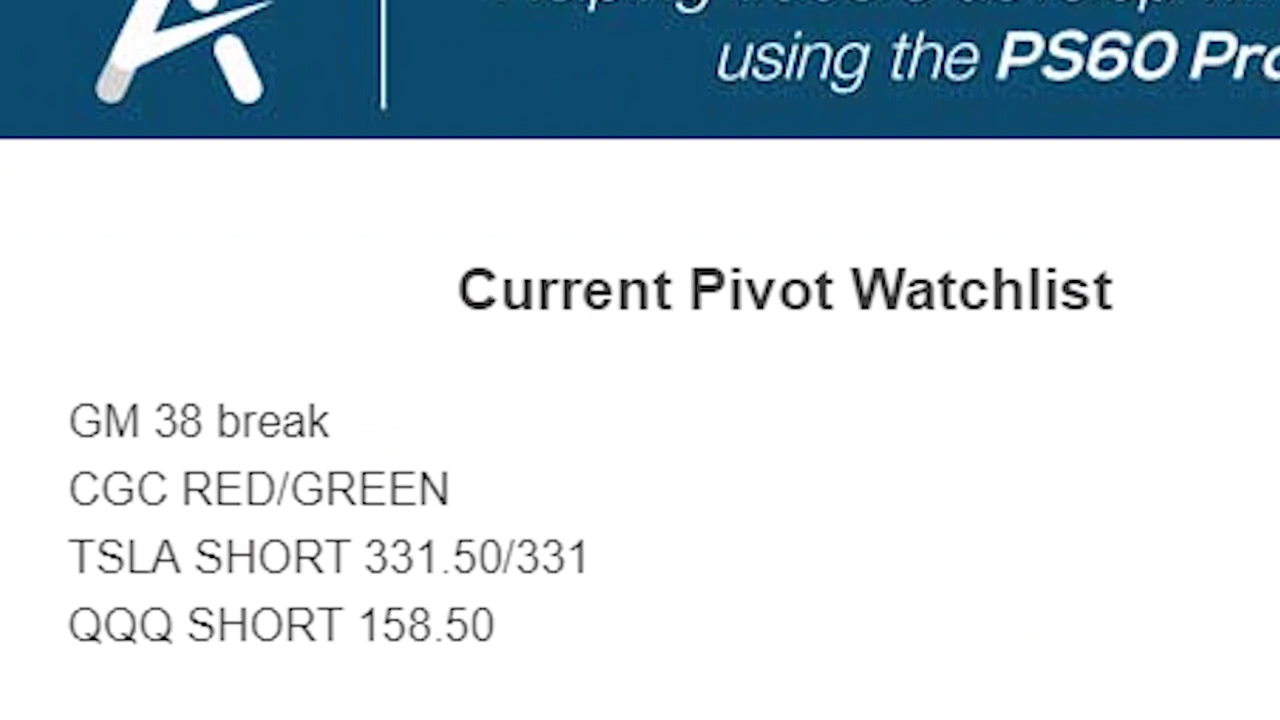 using the PS60
Current Pivot Watchlist
GM 38 break
CGC RED/GREEN
TSLA SHORT 331.50/331
QQQ SHORT 158.50